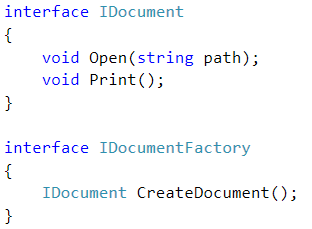 interface IDocument
{
    void Open(string path);
    void Print();
}

interface IDocumentFactory
{
    IDocument CreateDocument();
}